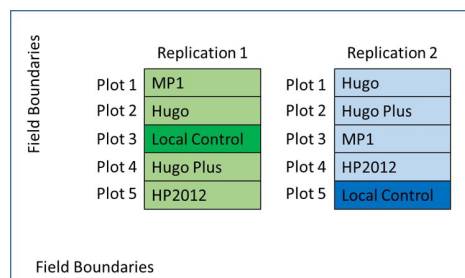 Field Boundaries
Replication 1
Plot 1 MP1
Plot 2 Hugo
Plot 3 Local Control
Plot 4 Hugo Plus
Plot 5 HP2012
Replication 2
Plot 1 Hugo
Plot 2 Hugo Plus
Plot 3 MP1
Plot 4 HP2012
Plot 5 Local Control
Field Boundaries